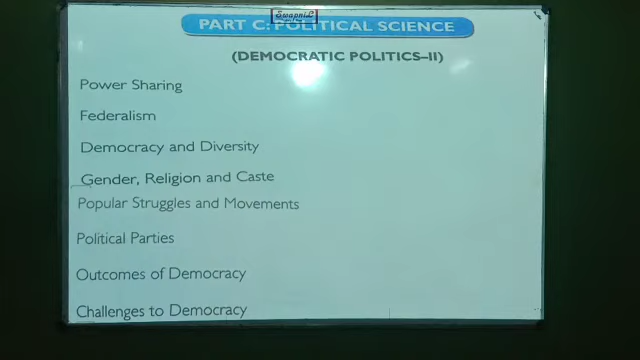 Swapnil
PART C: POLITICAL SCIENCE
(DEMOCRATIC POLITICS–II)
Power Sharing
Federalism
Democracy and Diversity
Gender, Religion and Caste
Popular Struggles and Movements
Political Parties
Outcomes of Democracy
Challenges to Democracy